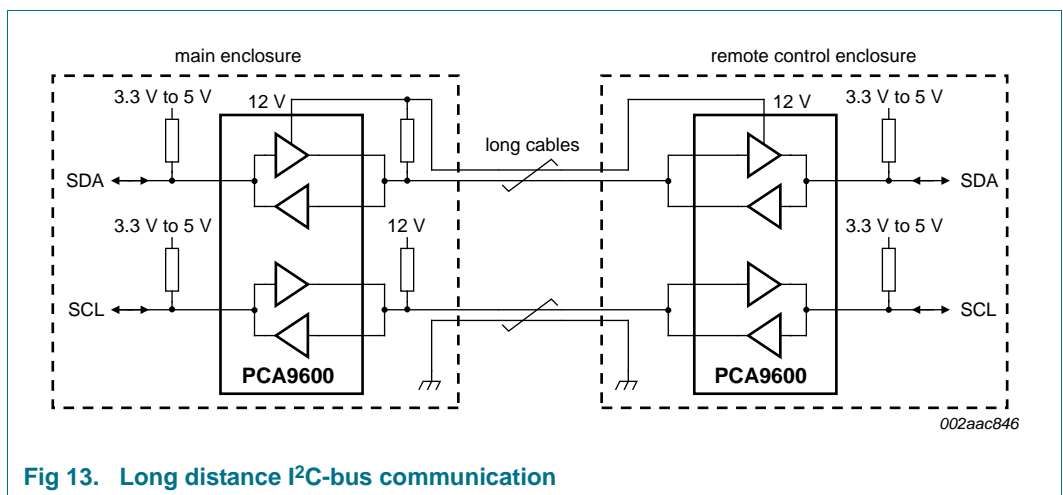 main enclosure
remote control enclosure
3.3 V to 5 V
12 V
12 V
3.3 V to 5 V
long cables
SDA
SDA
3.3 V to 5 V
12 V
3.3 V to 5 V
SCL
SCL
PCA9600
PCA9600
002aac846
Fig 13. Long distance I²C-bus communication